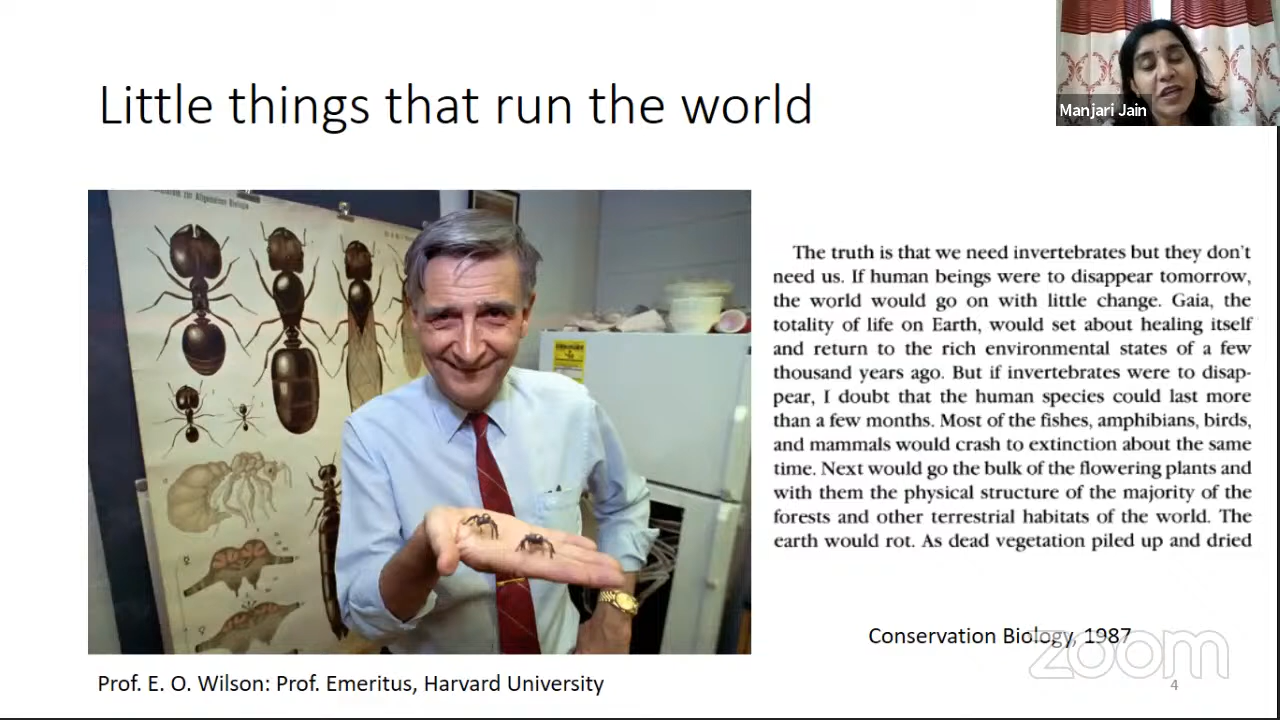 Little things that run the world
Manjari Jain
The truth is that we need invertebrates but they don't
need us. If human beings were to disappear tomorrow,
the world would go on with little change. Gaia, the
totality of life on Earth, would set about healing itself
and return to the rich environmental states of a few
thousand years ago. But if invertebrates were to disap-
pear, I doubt that the human species could last more
than a few months. Most of the fishes, amphibians, birds,
and mammals would crash to extinction about the same
time. Next would go the bulk of the flowering plants and
with them the physical structure of the majority of the
forests and other terrestrial habitats of the world. The
earth would rot. As dead vegetation piled up and dried
Conservation Biology, 1987
zoom
Prof. E. O. Wilson: Prof. Emeritus, Harvard University
4